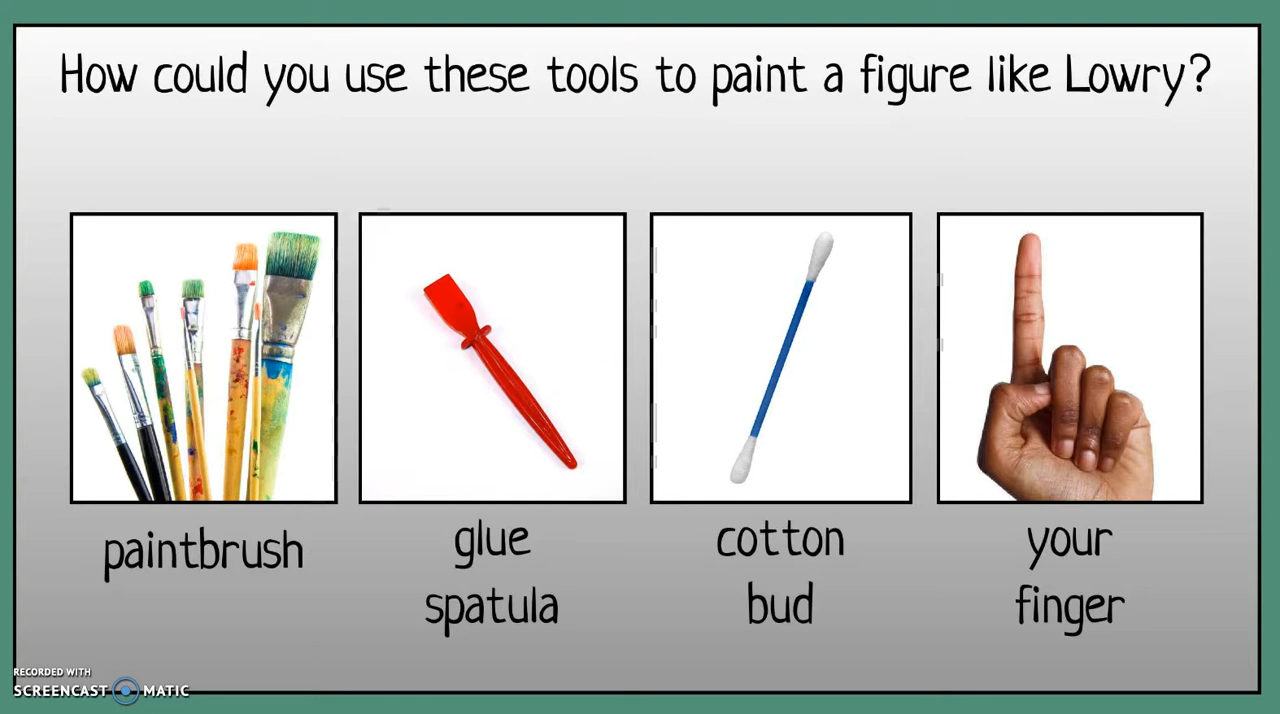 How could you use these tools to paint a figure like Lowry?
paintbrush
glue
spatula
cotton
bud
your
finger
RECORDED WITH
SCREENCAST MATIC